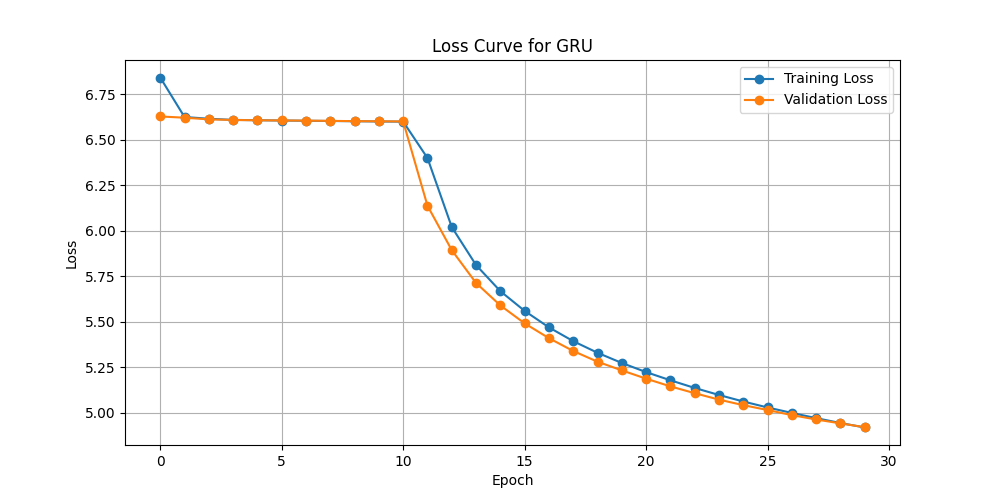 Loss Curve for GRU
Training Loss
Validation Loss
6.75
6.50
6.25
6.00
5.75
5.50
5.25
5.00
Loss
0 5 10 15 20 25 30
Epoch